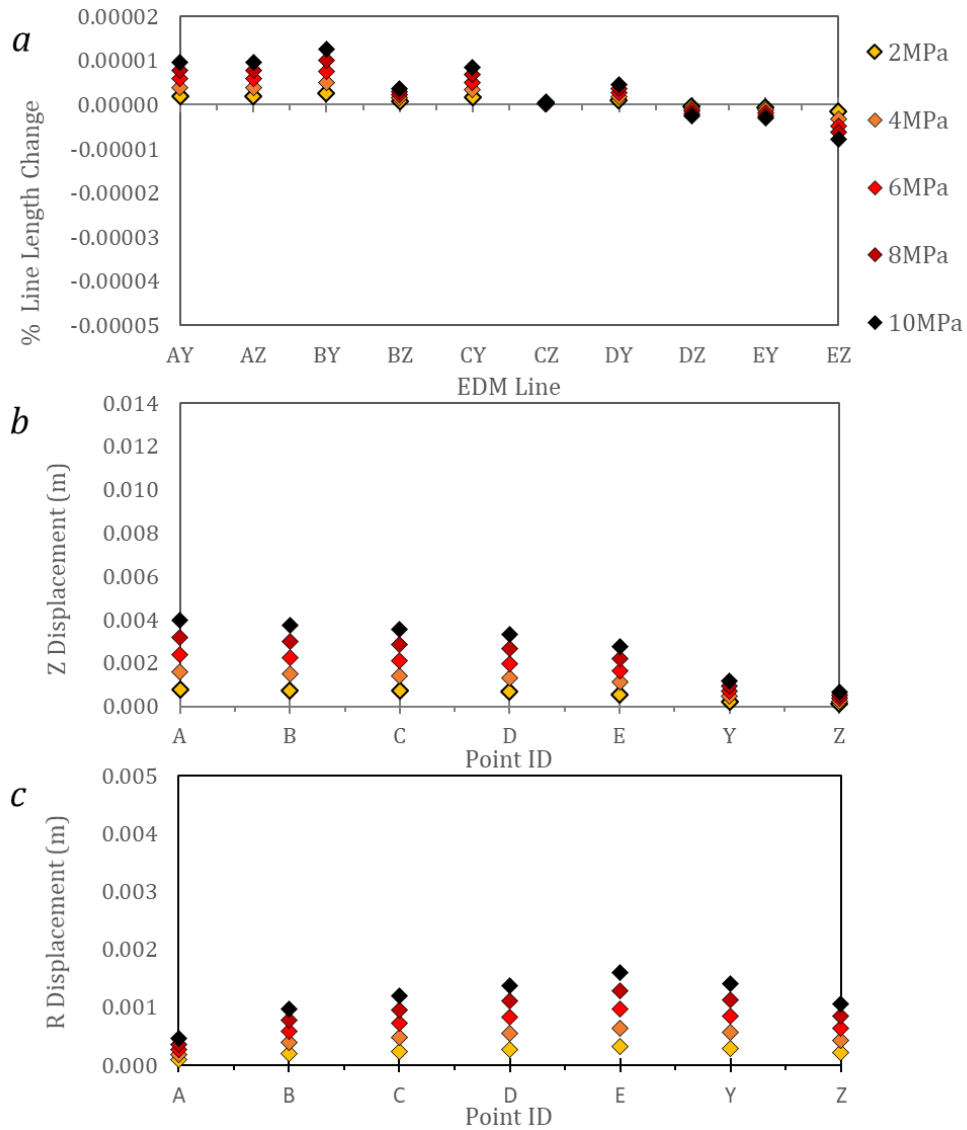 a
0.00002
0.00001
0.00000
-0.00001
-0.00002
-0.00003
-0.00004
-0.00005
% Line Length Change
AY AZ BY BZ CY CZ DY DZ EY EZ
EDM Line
2MPa
4MPa
6MPa
8MPa
10MPa
b
0.014
0.012
0.010
0.008
0.006
0.004
0.002
0.000
Z Displacement (m)
A B C D E Y Z
Point ID
c
0.005
0.004
0.003
0.002
0.001
0.000
R Displacement (m)
A B C D E Y Z
Point ID